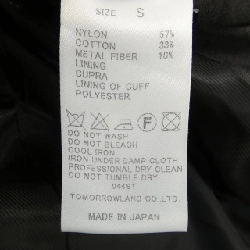 SIZE S
NYLON 57%
COTTON 33%
METAL FIBER 10%
LINING
CUPRA
LINING OF CUFF
POLYESTER
DO NOT WASH
DO NOT BLEACH
COOL IRON
IRON UNDER DAMP CLOTH
PROFESSIONAL DRY CLEAN
DO NOT TUMBLE DRY
TOMORROWLAND CO.,LTD.
MADE IN JAPAN